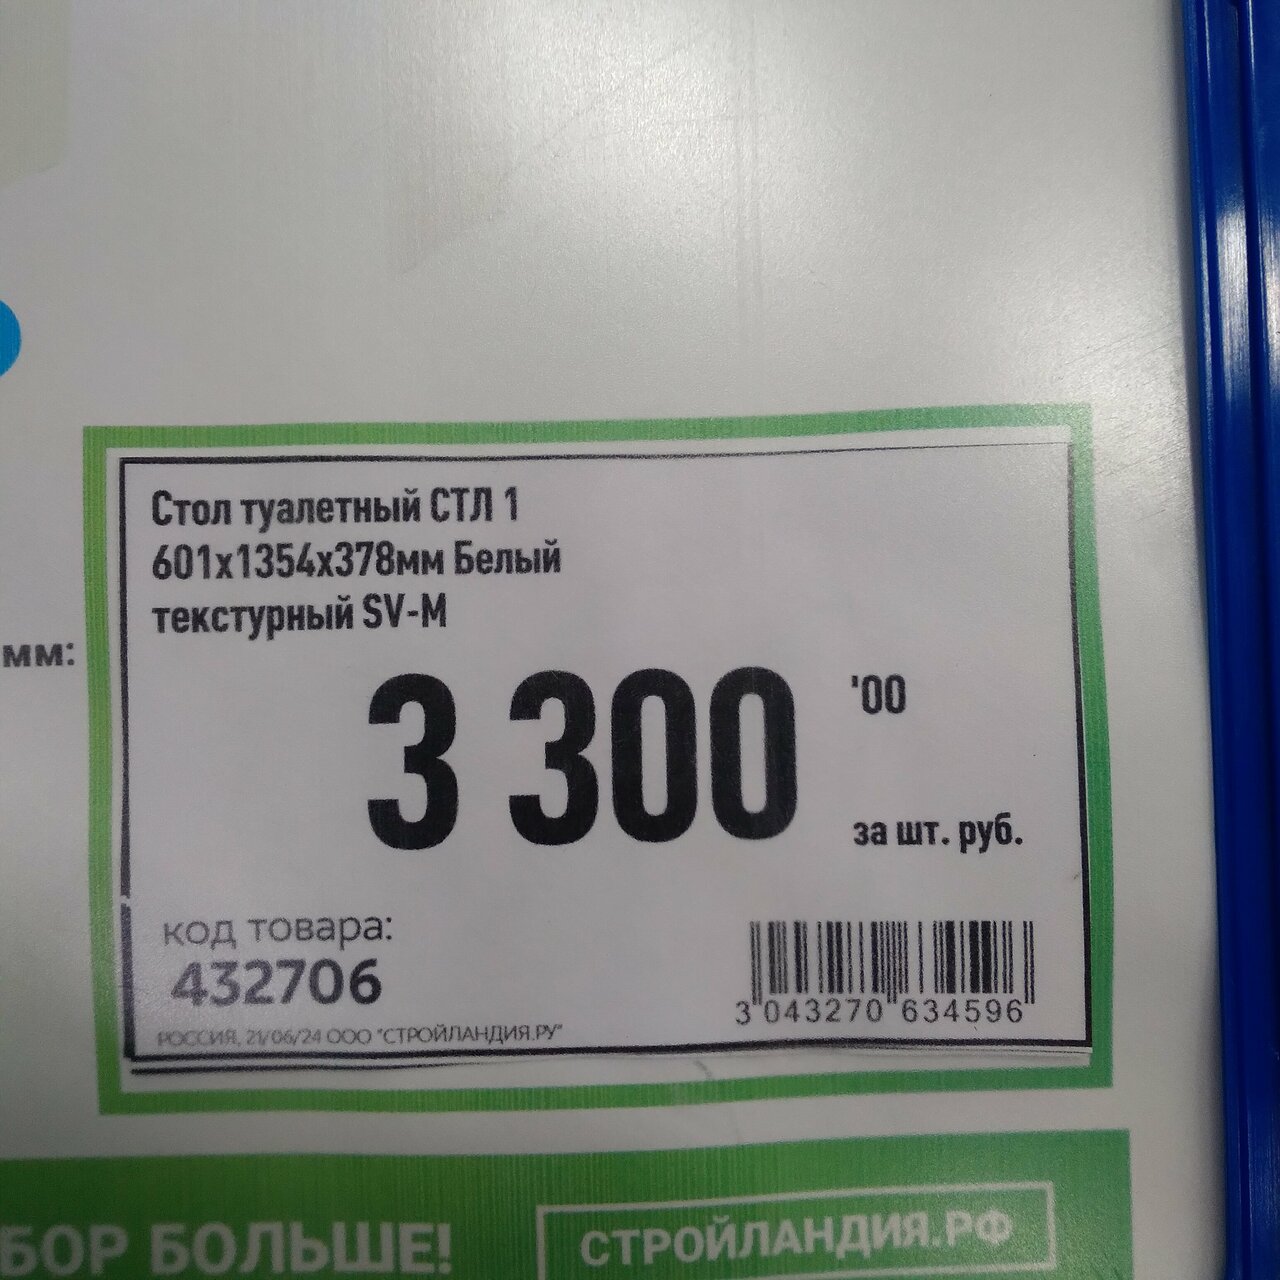 Стол туалетный СТЛ 1
601х1354х378мм Белый
текстурный SV-M
мм:
3 300 '00
за шт. руб.
код товара:
432706
3 043270 634596
РОССИЯ, 21/06/24 ООО "СТРОЙЛАНДИЯ.РУ"
БОР БОЛЬШЕ!
СТРОЙЛАНДИЯ.РФ